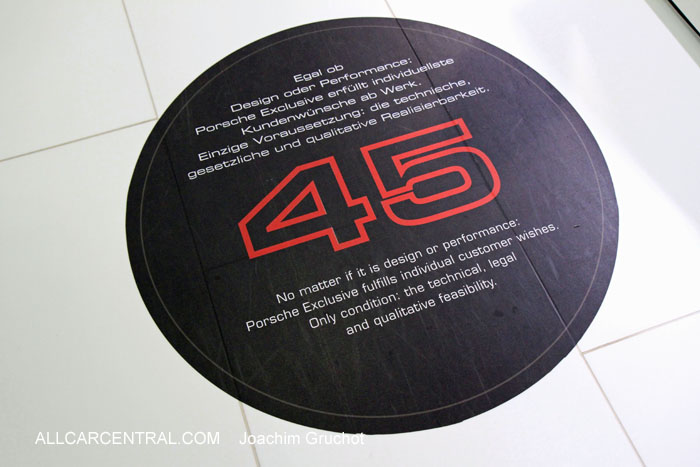 Egal ob
Design oder Performance:
Porsche Exclusive erfüllt individuellste
Kundenwünsche ab Werk.
Einzige Voraussetzung: die technische,
gesetzliche und qualitative Realisierbarkeit.
45
No matter if it is design or performance:
Porsche Exclusive fulfills individual customer wishes.
Only condition: the technical, legal
and qualitative feasibility.
ALLCARCENTRAL.COM Joachim Gruchot